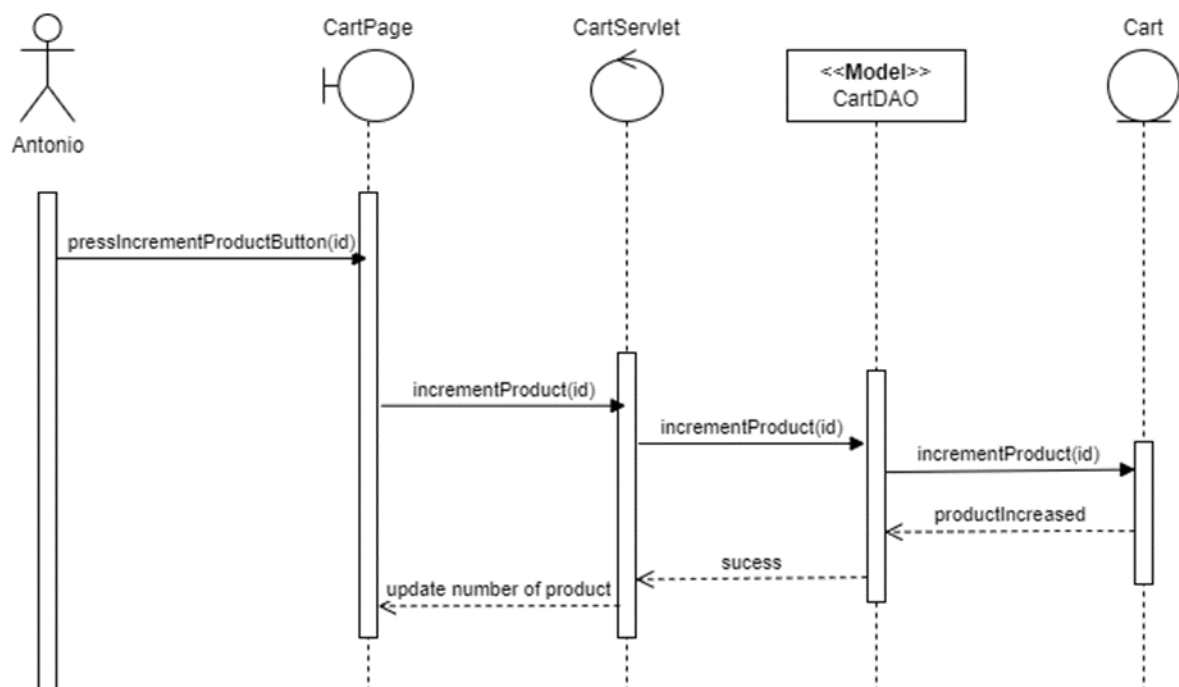 CartPage
CartServlet
Cart
<<Model>>
CartDAO
Antonio
pressIncrementProductButton(id)
incrementProduct(id)
incrementProduct(id)
incrementProduct(id)
productIncreased
sucess
update number of product